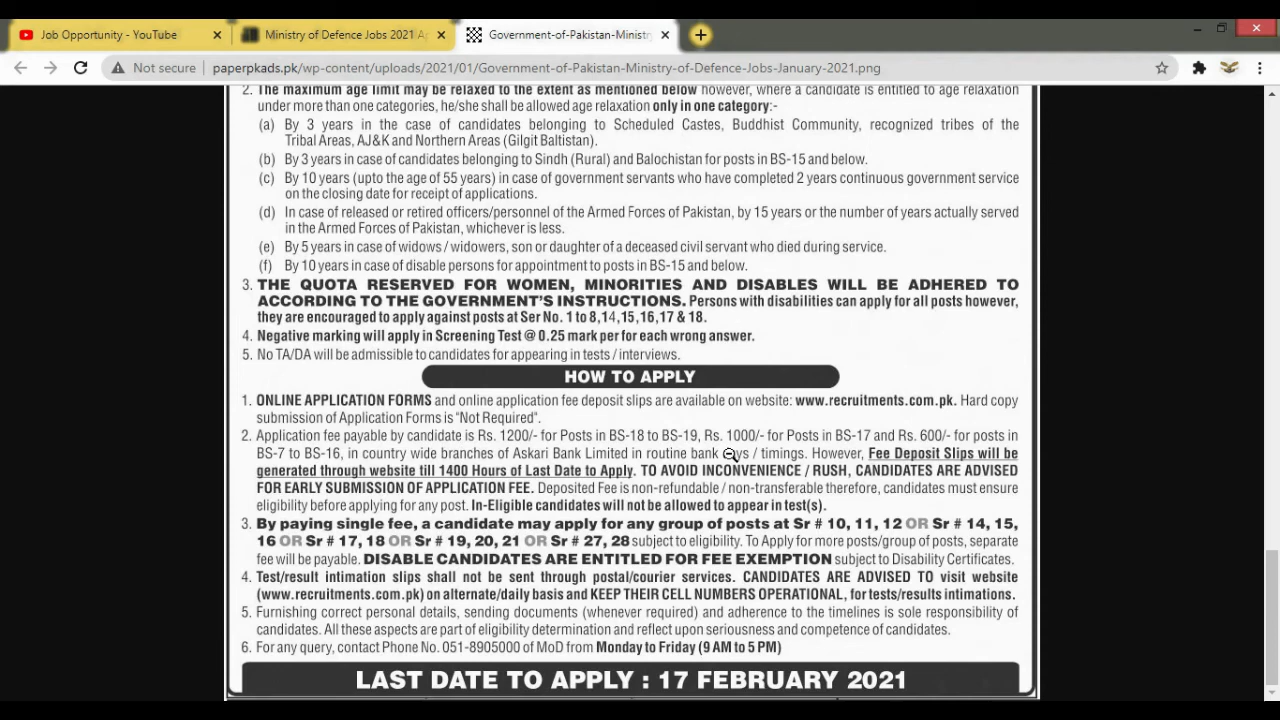 Job Opportunity - YouTube
Ministry of Defence Jobs 2021
Government-of-Pakistan-Ministr
Not secure
paperpkads.pk/wp-content/uploads/2021/01/Government-of-Pakistan-Ministry-of-Defence-Jobs-January-2021.png
2. The maximum age limit may be relaxed to the extent as mentioned below however, where a candidate is entitled to age relaxation
under more than one categories, he/she shall be allowed age relaxation only in one category:-
(a) By 3 years in the case of candidates belonging to Scheduled Castes, Buddhist Community, recognized tribes of the
Tribal Areas, AJ&K and Northern Areas (Gilgit Baltistan).
(b) By 3 years in case of candidates belonging to Sindh (Rural) and Balochistan for posts in BS-15 and below.
(c) By 10 years (upto the age of 55 years) in case of government servants who have completed 2 years continuous government service
on the closing date for receipt of applications.
(d) In case of released or retired officers/personnel of the Armed Forces of Pakistan, by 15 years or the number of years actually served
in the Armed Forces of Pakistan, whichever is less.
(e) By 5 years in case of widows / widowers, son or daughter of a deceased civil servant who died during service.
(f) By 10 years in case of disable persons for appointment to posts in BS-15 and below.
3. THE QUOTA RESERVED FOR WOMEN, MINORITIES AND DISABLES WILL BE ADHERED TO
ACCORDING TO THE GOVERNMENT'S INSTRUCTIONS. Persons with disabilities can apply for all posts however,
they are encouraged to apply against posts at Ser No. 1 to 8,14,15,16,17 & 18.
4. Negative marking will apply in Screening Test @ 0.25 mark per for each wrong answer.
5. No TA/DA will be admissible to candidates for appearing in tests / interviews.
HOW TO APPLY
1. ONLINE APPLICATION FORMS and online application fee deposit slips are available on website: www.recruitments.com.pk. Hard copy
submission of Application Forms is "Not Required".
2. Application fee payable by candidate is Rs. 1200/- for Posts in BS-18 to BS-19, Rs. 1000/- for Posts in BS-17 and Rs. 600/- for posts in
BS-7 to BS-16, in country wide branches of Askari Bank Limited in routine bank days / timings. However, Fee Deposit Slips will be
generated through website till 1400 Hours of Last Date to Apply. TO AVOID INCONVENIENCE / RUSH, CANDIDATES ARE ADVISED
FOR EARLY SUBMISSION OF APPLICATION FEE. Deposited Fee is non-refundable / non-transferable therefore, candidates must ensure
eligibility before applying for any post. In-Eligible candidates will not be allowed to appear in test(s).
3. By paying single fee, a candidate may apply for any group of posts at Sr # 10, 11, 12 OR Sr # 14, 15,
16 OR Sr # 17, 18 OR Sr # 19, 20, 21 OR Sr # 27, 28 subject to eligibility. To Apply for more posts/group of posts, separate
fee will be payable. DISABLE CANDIDATES ARE ENTITLED FOR FEE EXEMPTION subject to Disability Certificates.
4. Test/result intimation slips shall not be sent through postal/courier services. CANDIDATES ARE ADVISED TO visit website
(www.recruitments.com.pk) on alternate/daily basis and KEEP THEIR CELL NUMBERS OPERATIONAL, for tests/results intimations.
5. Furnishing correct personal details, sending documents (whenever required) and adherence to the timelines is sole responsibility of
candidates. All these aspects are part of eligibility determination and reflect upon seriousness and competence of candidates.
6. For any query, contact Phone No. 051-8905000 of MoD from Monday to Friday (9 AM to 5 PM)
LAST DATE TO APPLY : 17 FEBRUARY 2021